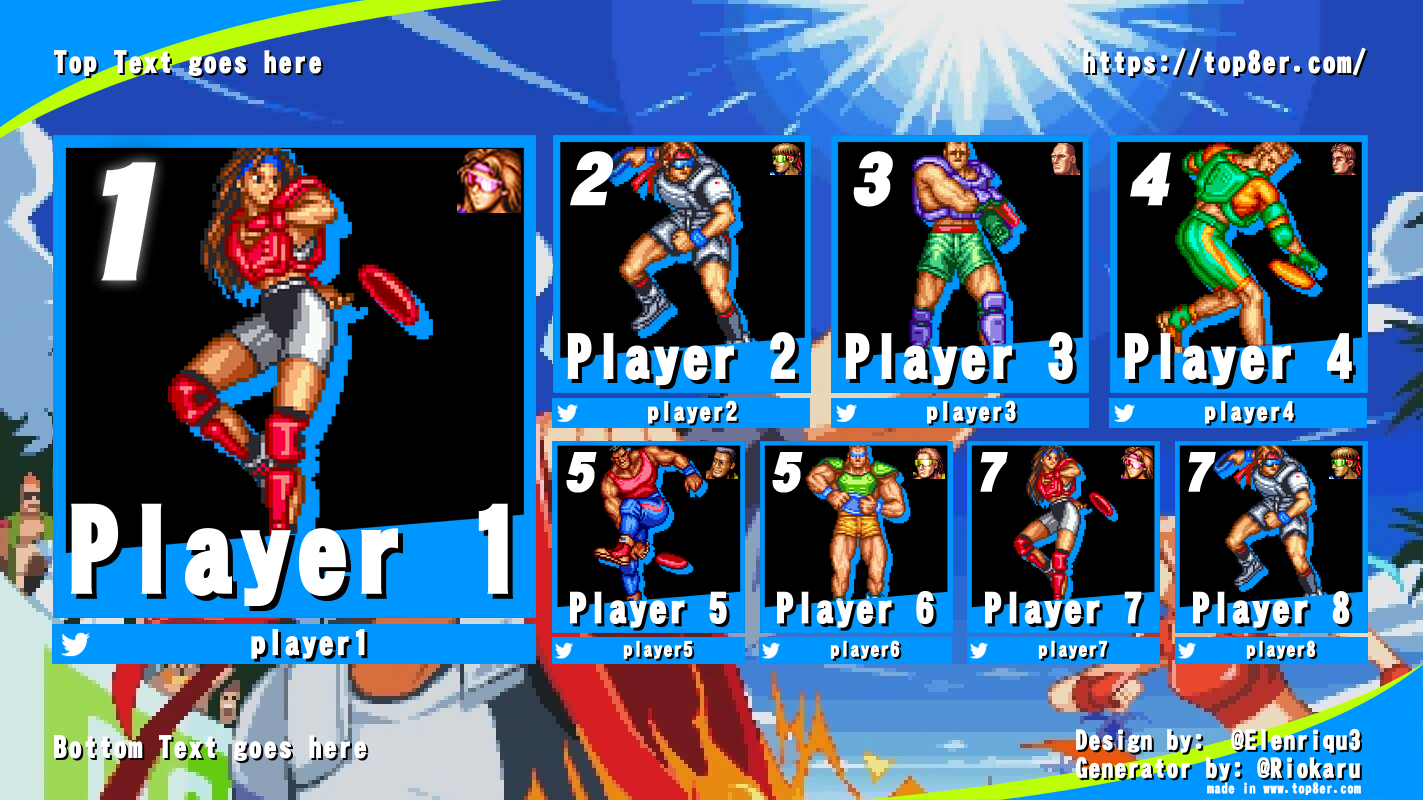 Top Text goes here
https://top8er.com/
1
Player 1
player1
2
Player 2
player2
3
Player 3
player3
4
Player 4
player4
5
Player 5
player5
5
Player 6
player6
7
Player 7
player7
7
Player 8
player8
Bottom Text goes here
Design by: @Elenriqu3
Generator by: @Riokaru
made in www.top8er.com